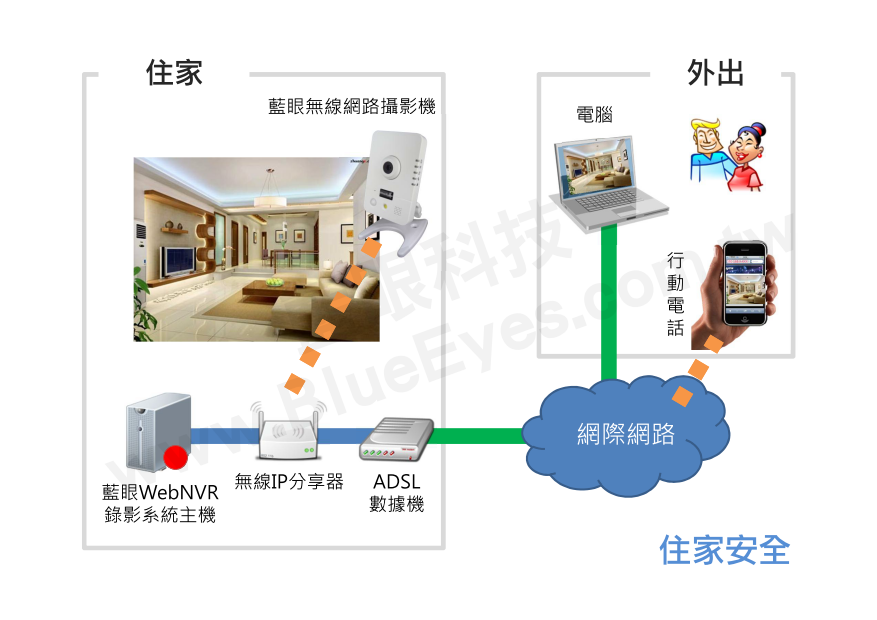 住家
外出
藍眼無線網路攝影機
電腦
行動電話
網際網路
藍眼WebNVR
錄影系統主機
無線IP分享器
ADSL
數據機
住家安全
藍眼科技
www.BlueEyes.com.tw